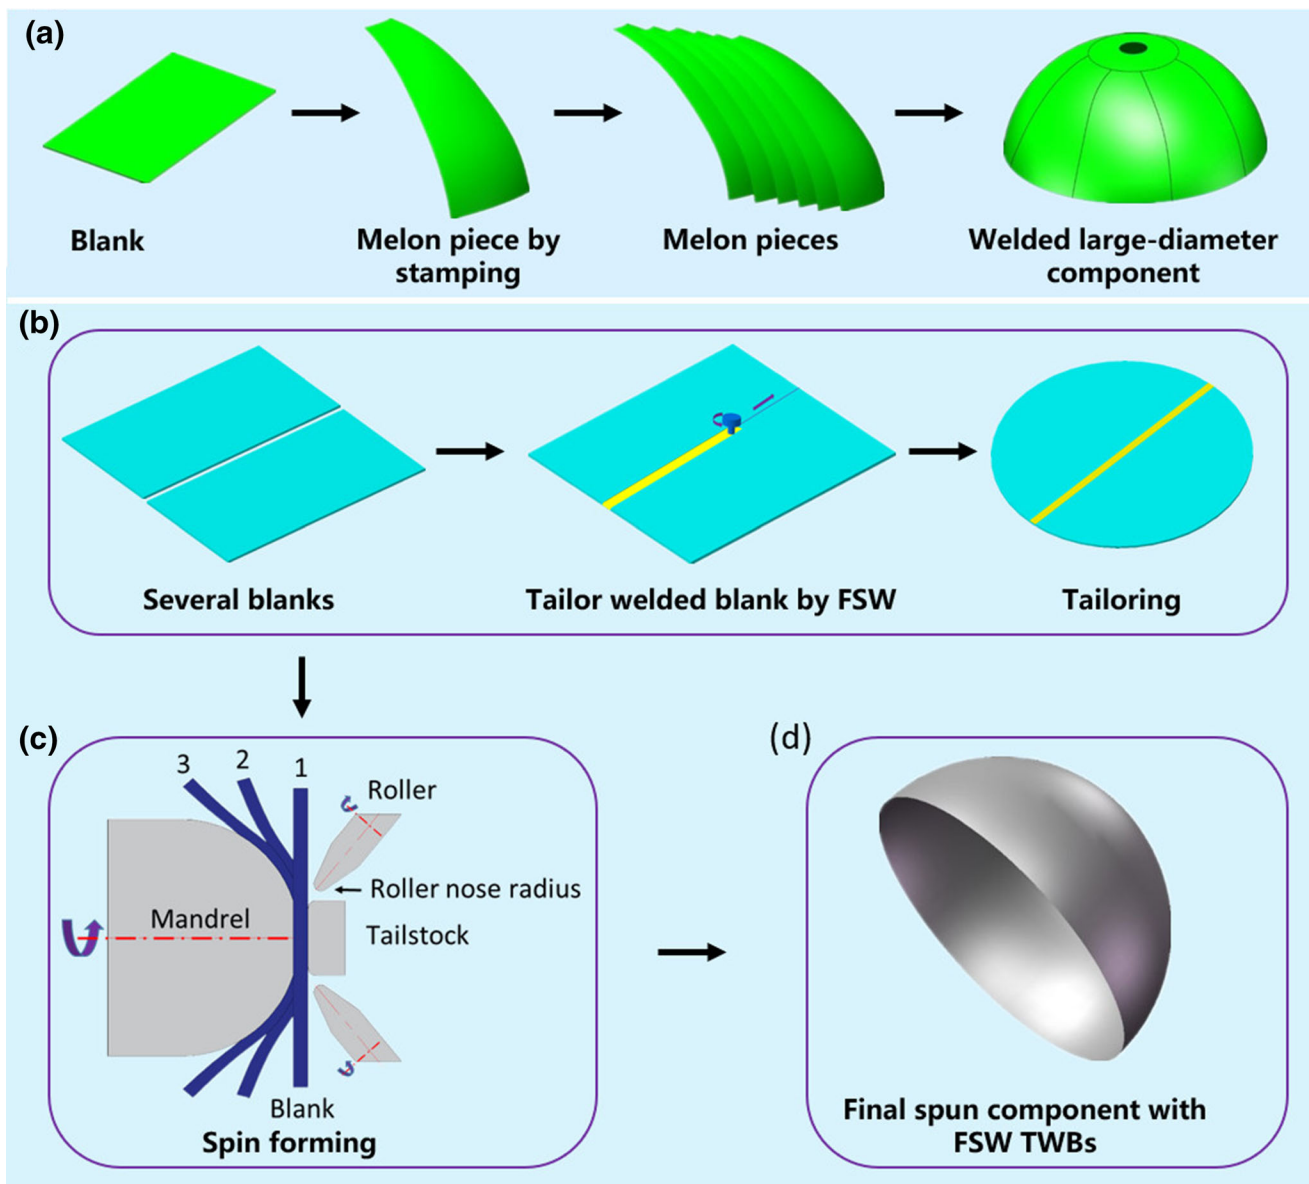 (a)
Blank
Melon piece by
stamping
Melon pieces
Welded large-diameter
component
(b)
Several blanks
Tailor welded blank by FSW
Tailoring
(c)
3
2
1
Roller
Roller nose radius
Mandrel
Tailstock
Blank
Spin forming
(d)
Final spun component with
FSW TWBs